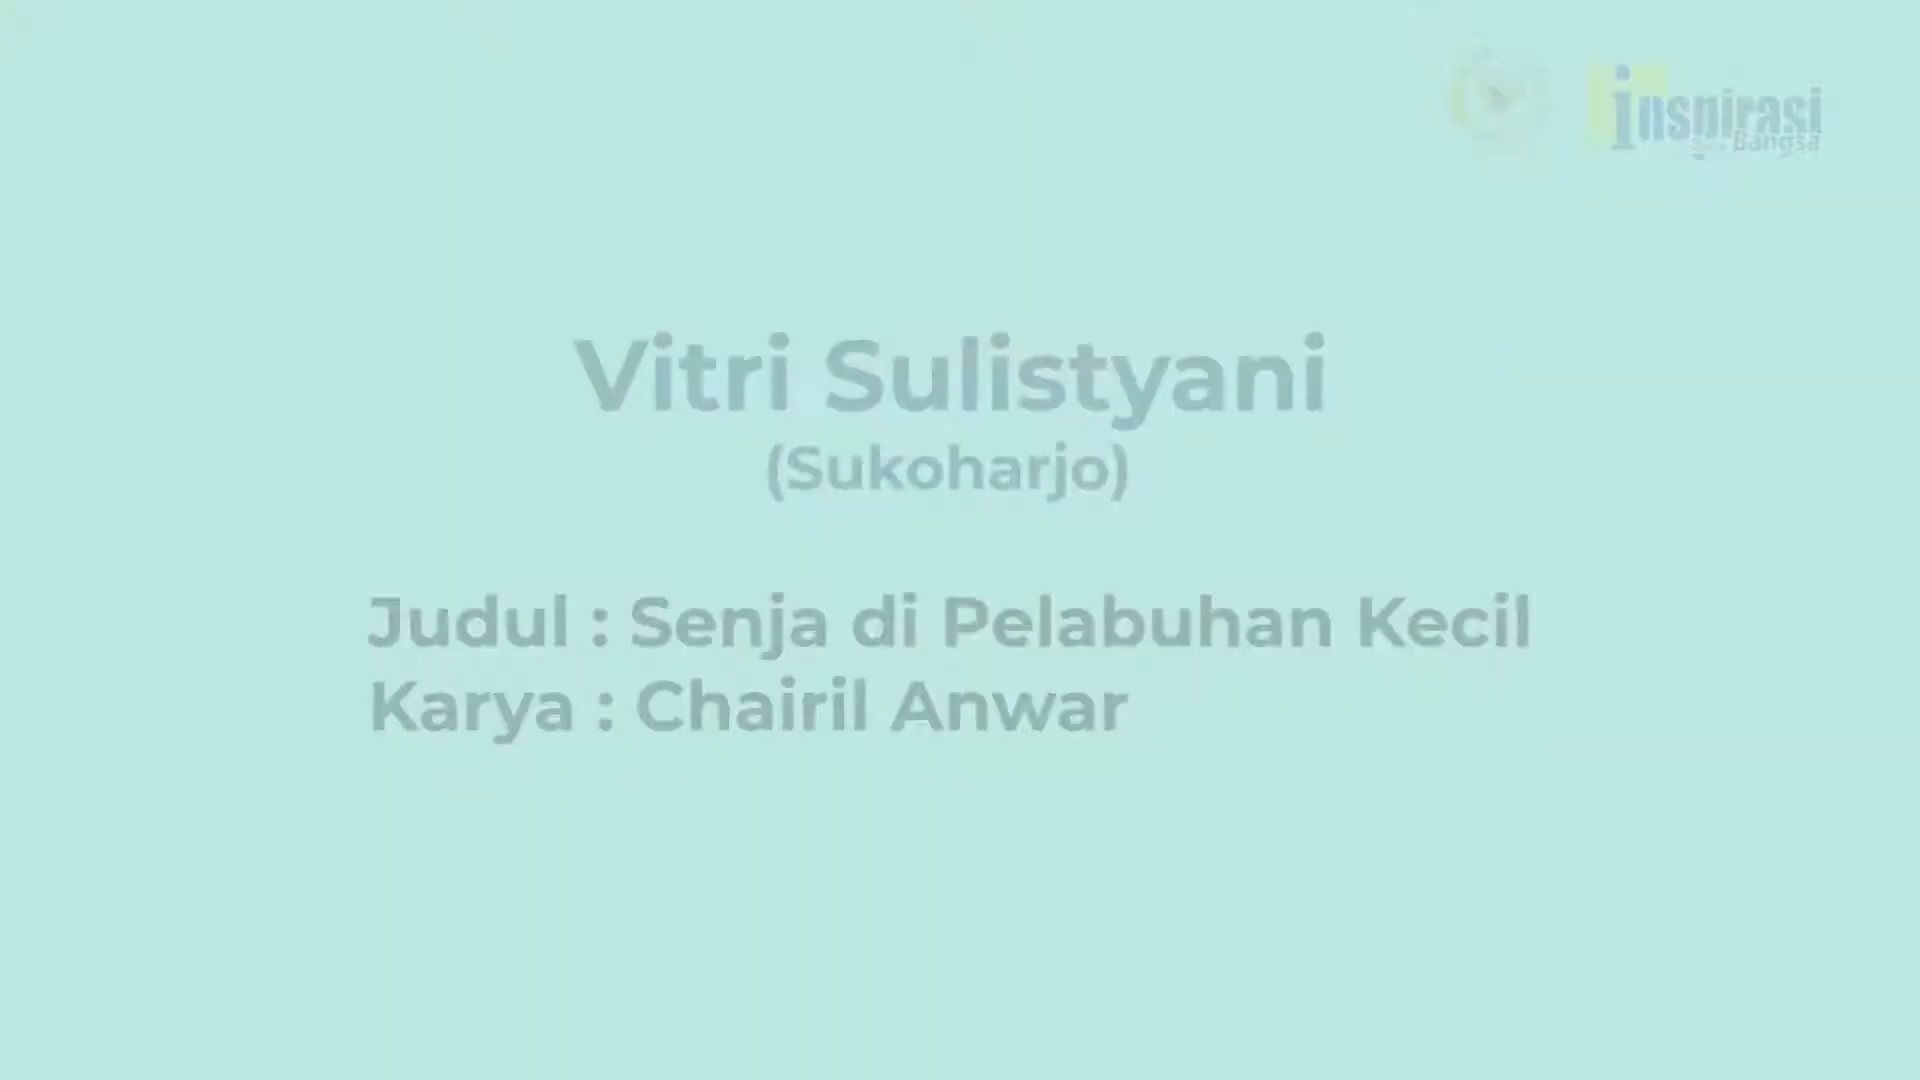 inspirasi
Bangsa
Vitri Sulistyani
(Sukoharjo)
Judul : Senja di Pelabuhan Kecil
Karya : Chairil Anwar